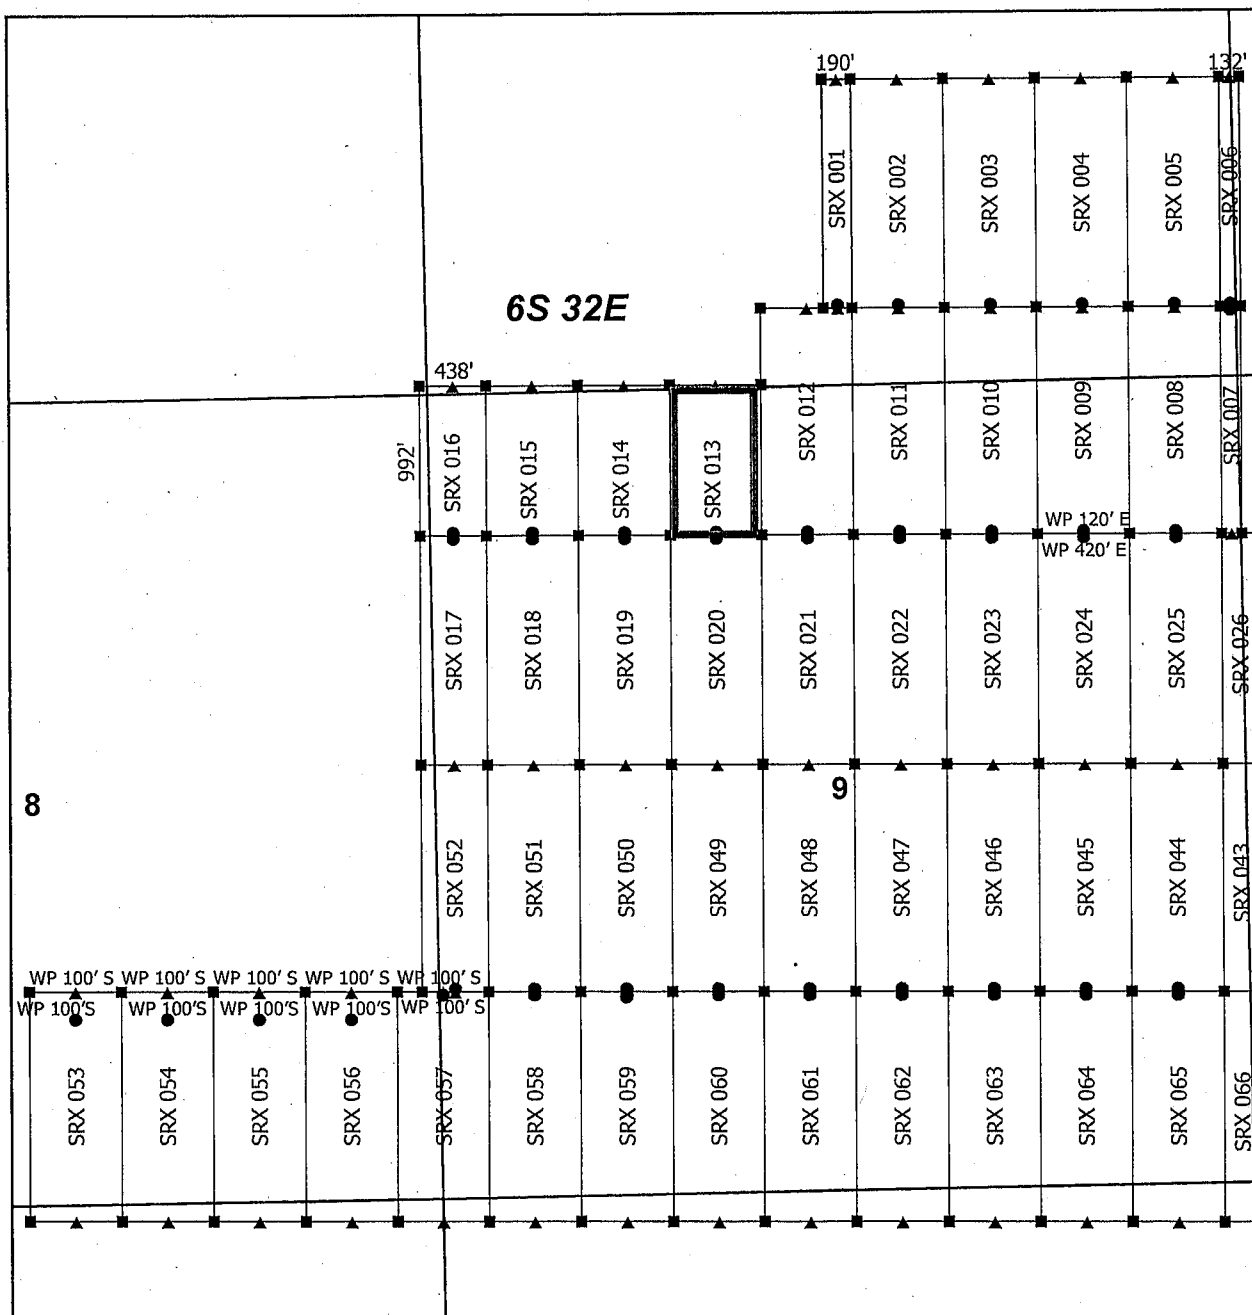 190' 132'
SRX 001
SRX 002
SRX 003
SRX 004
SRX 005
SRX 006
6S 32E
438'
992'
SRX 016
SRX 015
SRX 014
SRX 013
SRX 012
SRX 011
SRX 010
SRX 009
SRX 008
SRX 007
WP 120' E
WP 420' E
SRX 017
SRX 018
SRX 019
SRX 020
SRX 021
SRX 022
SRX 023
SRX 024
SRX 025
SRX 026
8
9
SRX 052
SRX 051
SRX 050
SRX 049
SRX 048
SRX 047
SRX 046
SRX 045
SRX 044
SRX 043
WP 100' S WP 100' S WP 100' S WP 100' S WP 100' S
WP 100'S WP 100'S WP 100'S WP 100'S WP 100' S
SRX 053
SRX 054
SRX 055
SRX 056
SRX 057
SRX 058
SRX 059
SRX 060
SRX 061
SRX 062
SRX 063
SRX 064
SRX 065
SRX 066